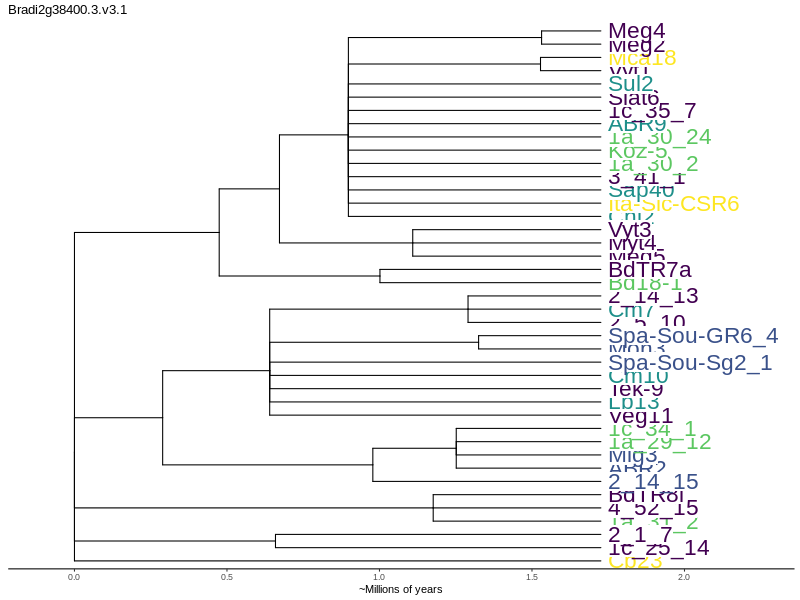 Bradi2g38400.3.v3.1
Meg4
Meg2
Mca18
Sul2
Slat6
1c_35_7
ABR9
1a_30_24
Koz-5
1a_30_2
3_41_1
Sap40
Ita-Sic-CSR6
Vyt3
Myt4
Med5
BdTR7a
Bd18-1
2_14_13
Cm7
2_5_10
Spa-Sou-GR6_4
Mon3
Spa-Sou-Sg2_1
Cm10
Tek-9
Lb13
Veg11
1c_34_1
1a_29_12
Mig3
ABR2
2_14_15
4_52_15
2_1_7
1c_25_14
Cb23
0.0 0.5 1.0 1.5 2.0
~Millions of years